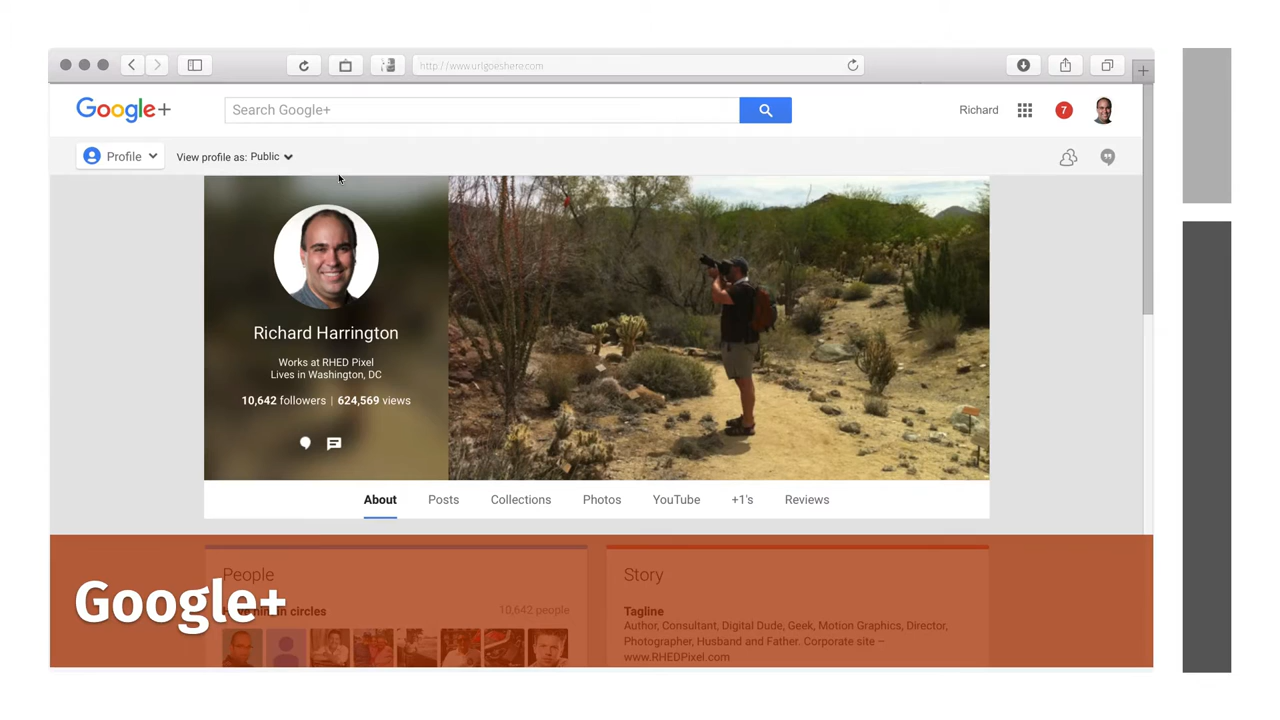 http://www.urlgoeshere.com
Google+
Search Google+
Richard
7
Profile
View profile as: Public
Richard Harrington
Works at RHED Pixel
Lives in Washington, DC
10,642 followers | 624,569 views
About Posts Collections Photos YouTube +1's Reviews
People
Story
Google+
in circles
10,642 people
Tagline
Author, Consultant, Digital Dude, Geek, Motion Graphics, Director,
Photographer, Husband and Father. Corporate site –
www.RHEDPixel.com